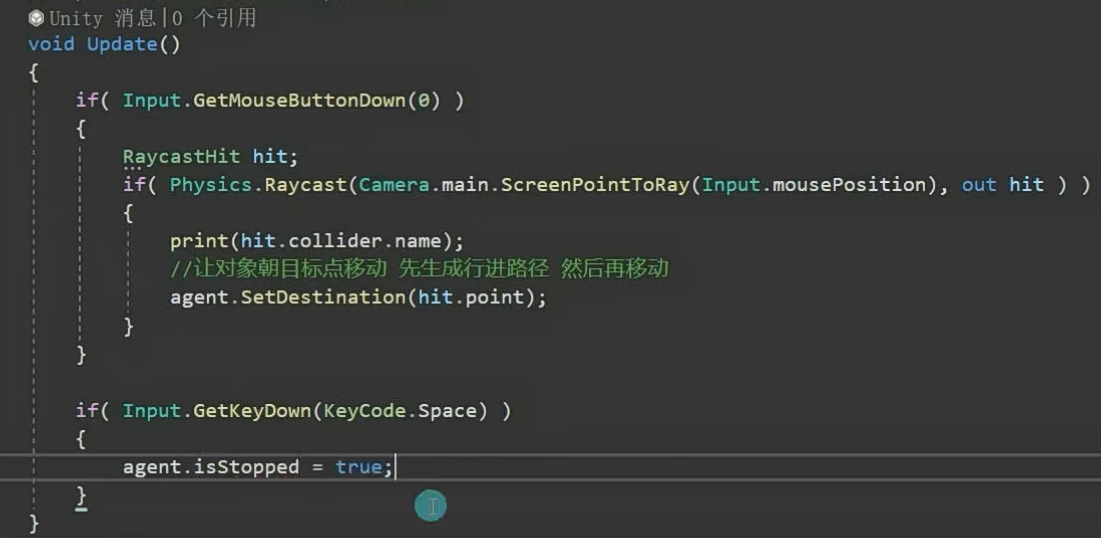 Unity 消息|0 个引用
void Update()
{
if( Input.GetMouseButtonDown(0) )
{
RaycastHit hit;
if( Physics.Raycast(Camera.main.ScreenPointToRay(Input.mousePosition), out hit ) )
{
print(hit.collider.name);
//让对象朝目标点移动 先生成行进路径 然后再移动
agent.SetDestination(hit.point);
}
}
if( Input.GetKeyDown(KeyCode.Space) )
{
agent.isStopped = true;
}
}